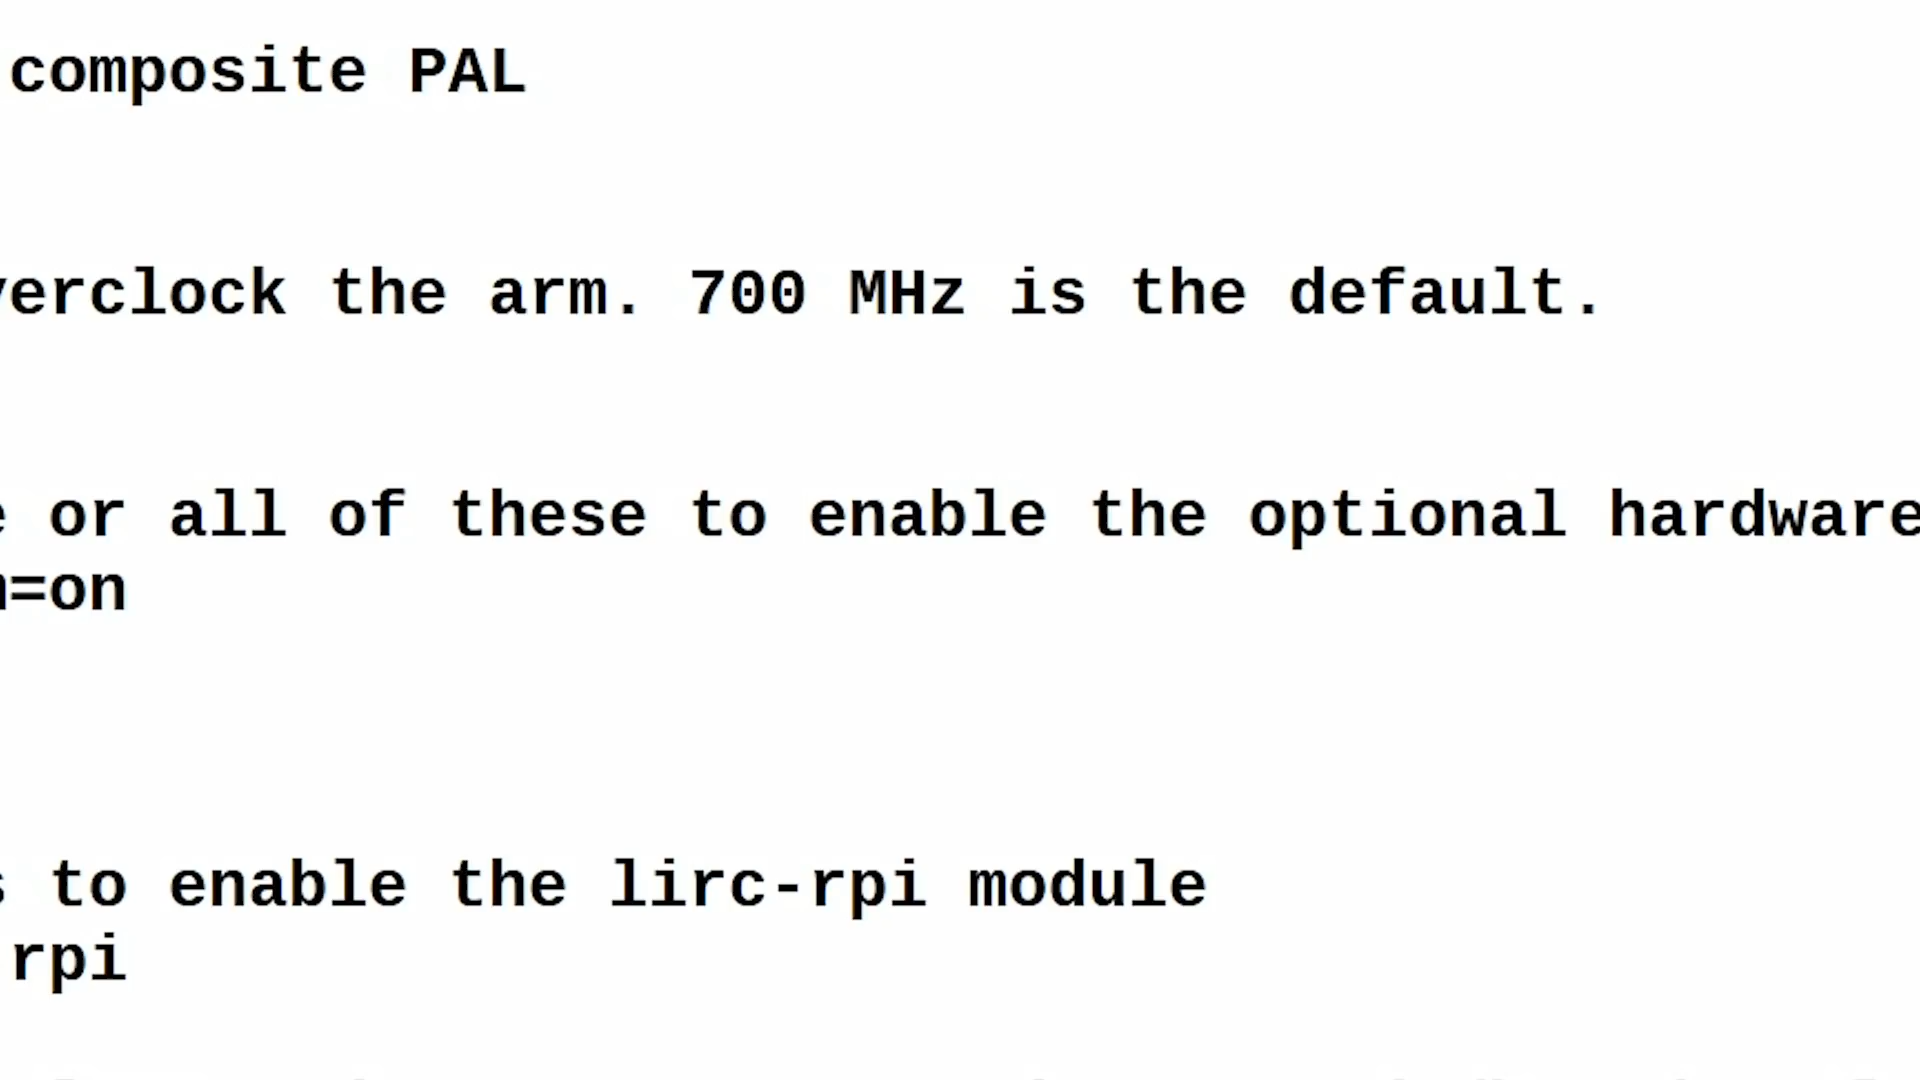 composite PAL
verclock the arm. 700 MHz is the default.
or all of these to enable the optional hardware
=on
to enable the lirc-rpi module
rpi